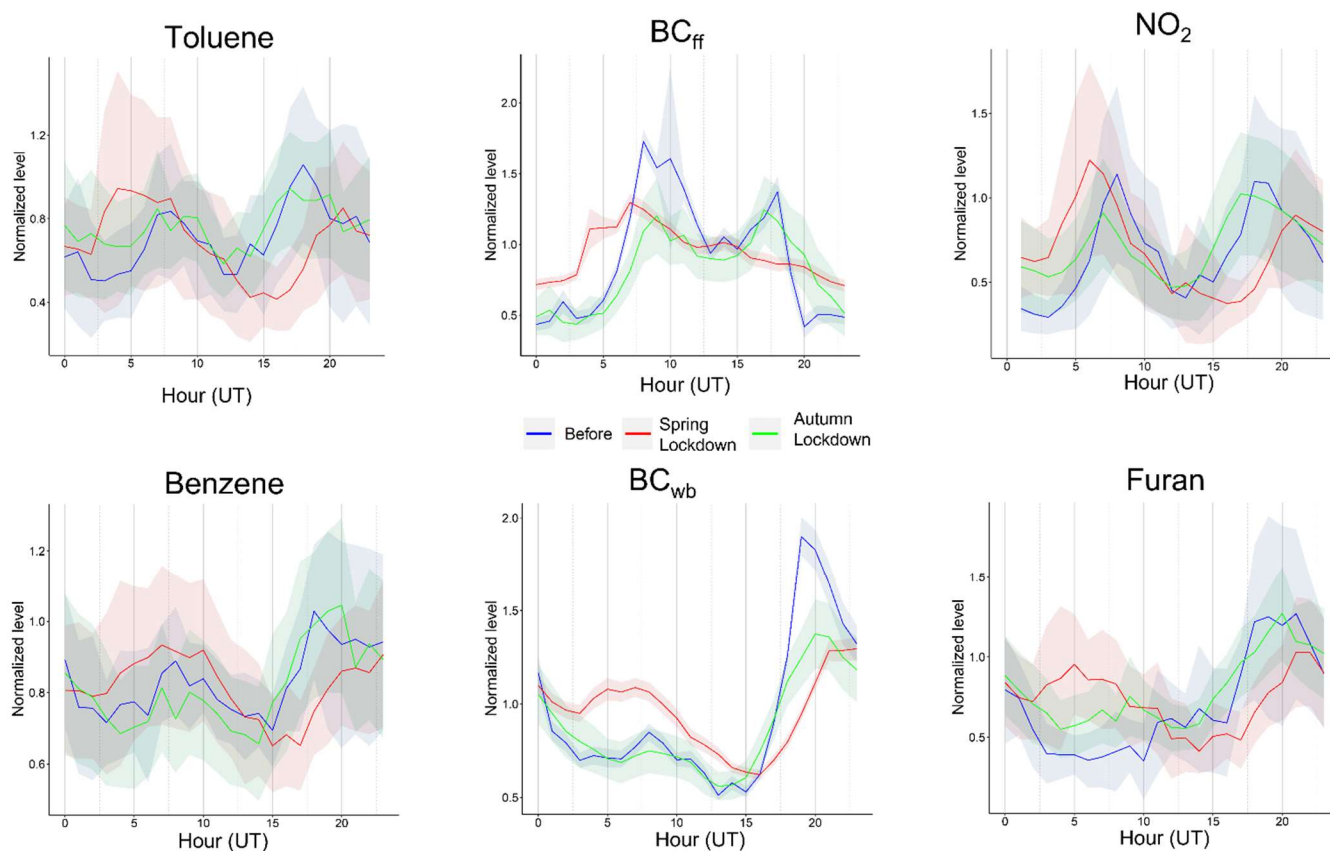 Toluene
Normalized level
1.2
0.8
0.4
0 5 10 15 20
Hour (UT)
BCff
Normalized level
2.0
1.5
1.0
0.5
0 5 10 15 20
Hour (UT)
NO2
Normalized level
1.5
1.0
0.5
0 5 10 15 20
Hour (UT)
Before
Spring
Lockdown
Autumn
Lockdown
Benzene
Normalized level
1.2
1.0
0.8
0.6
0 5 10 15 20
Hour (UT)
BCwb
Normalized level
2.0
1.5
1.0
0.5
0 5 10 15 20
Hour (UT)
Furan
Normalized level
1.5
1.0
0.5
0 5 10 15 20
Hour (UT)